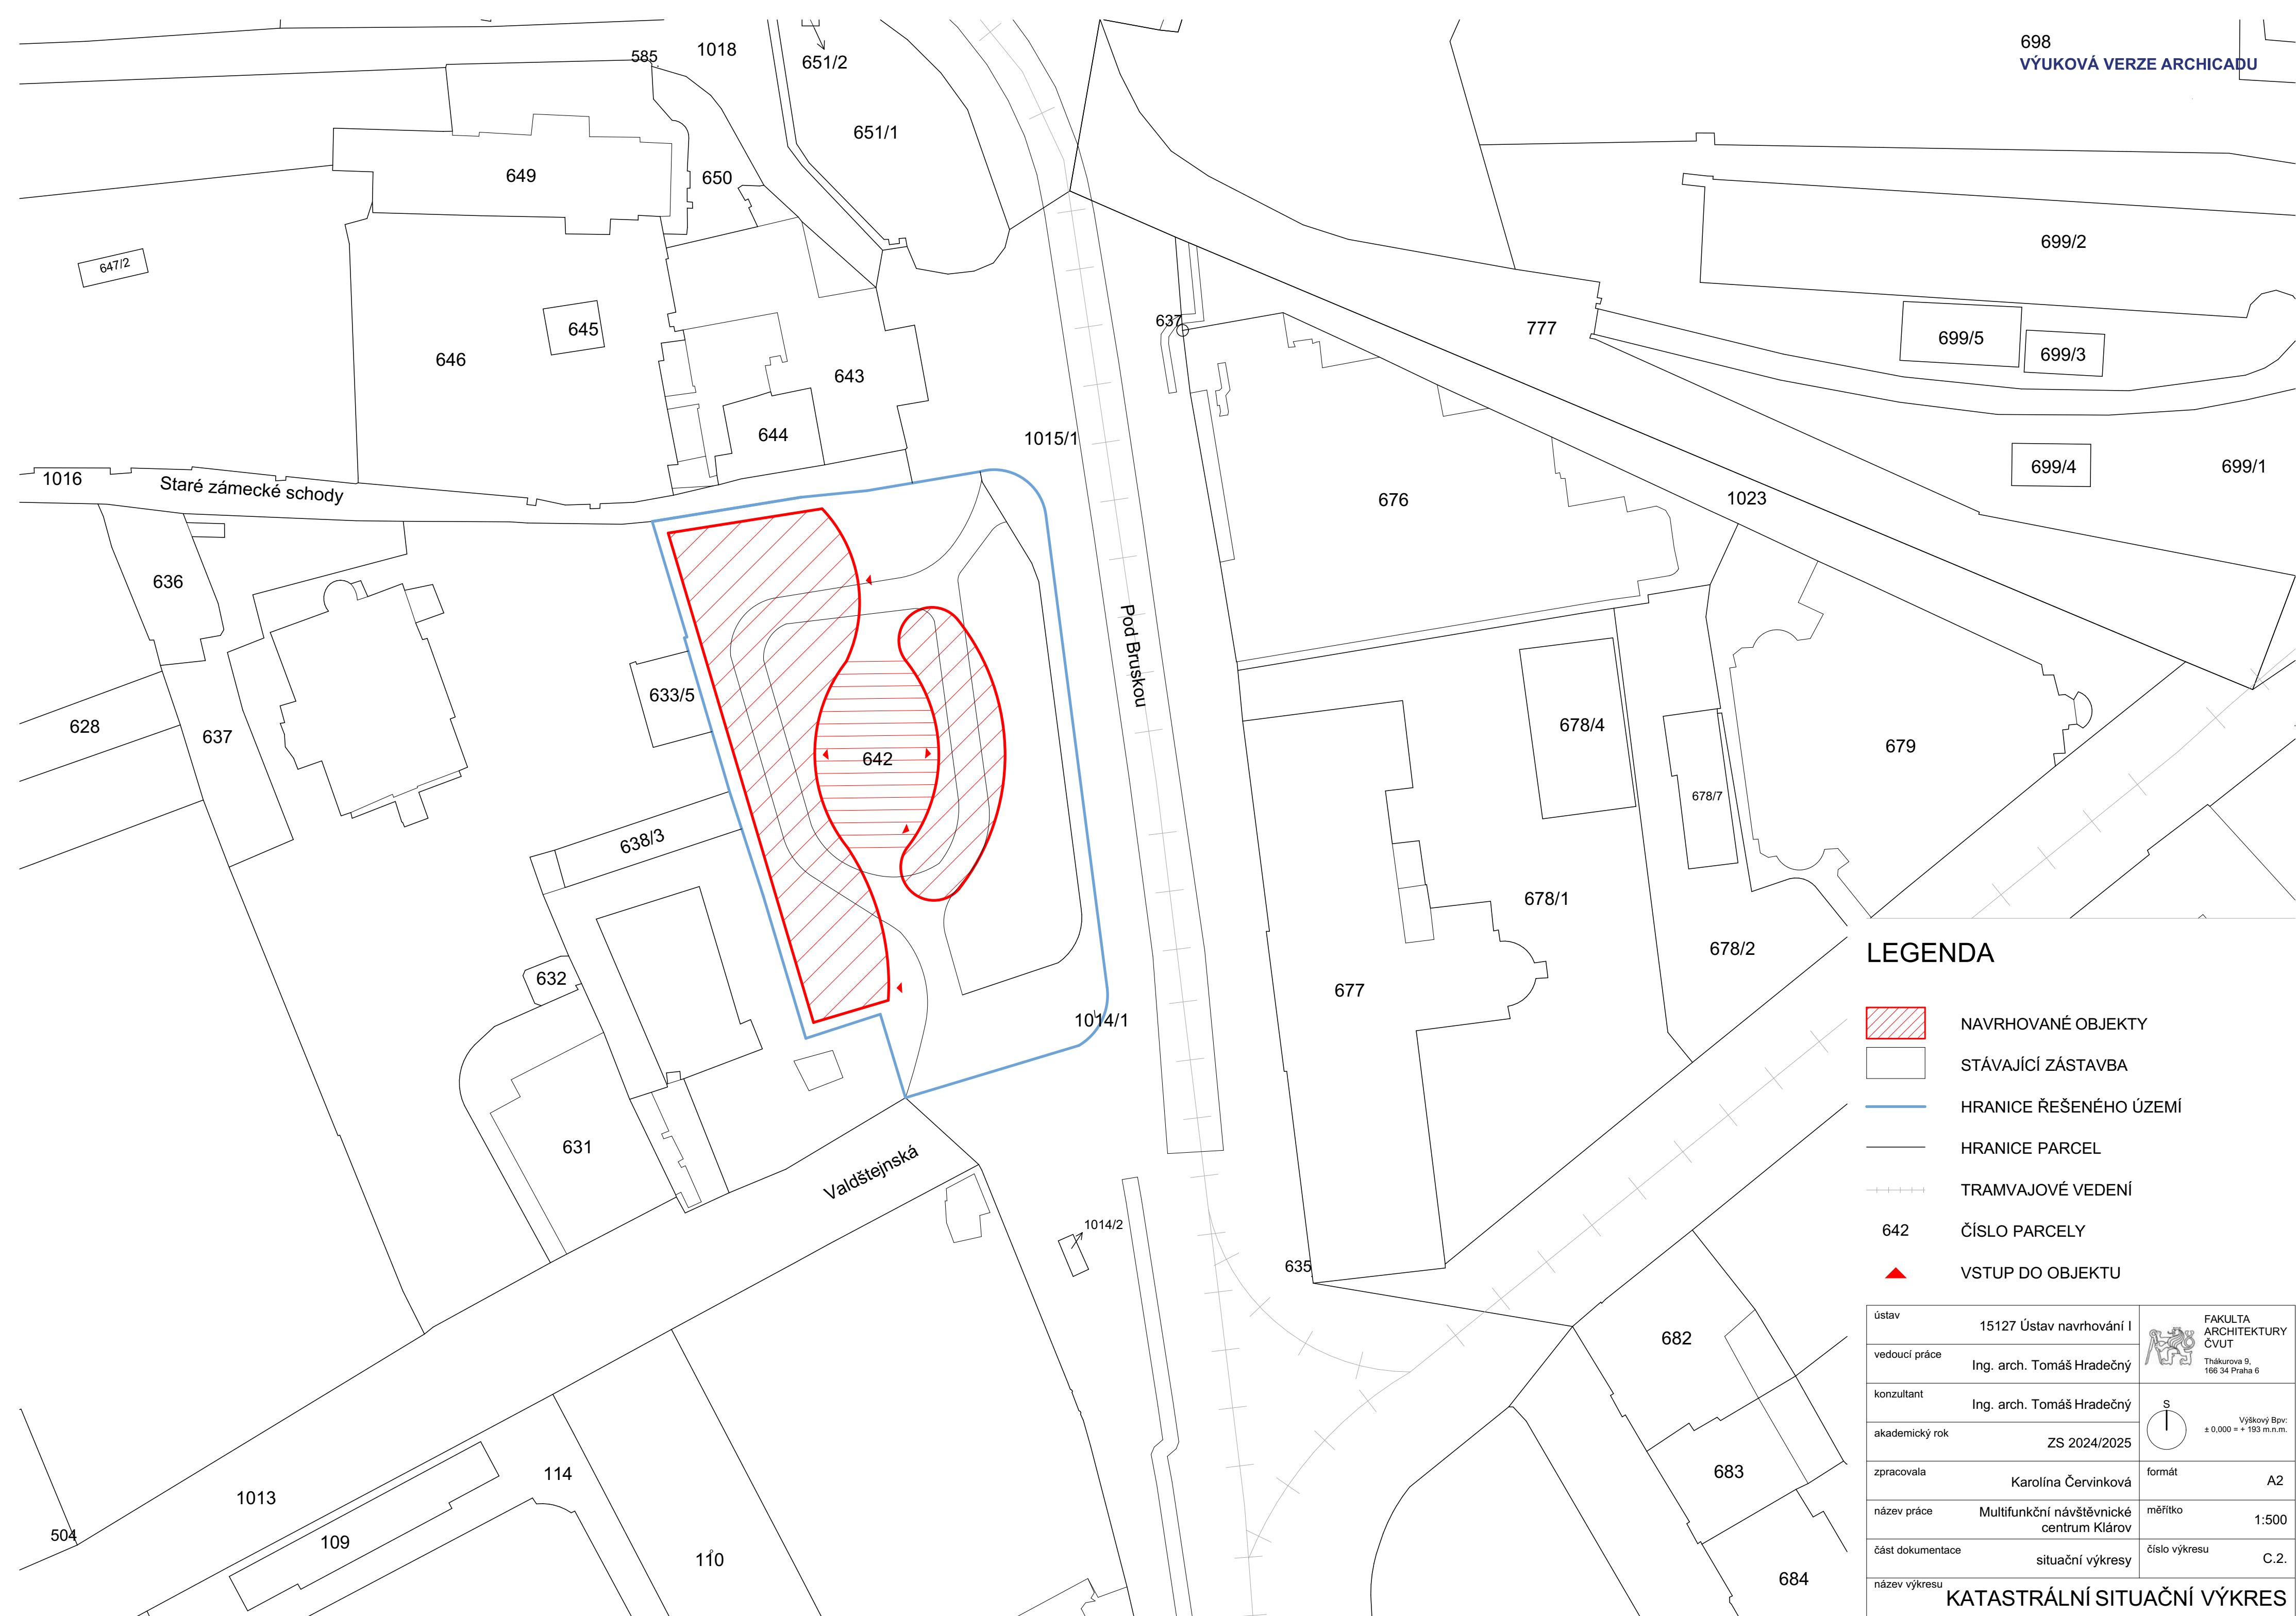 698
VÝUKOVÁ VERZE ARCHICADU
585
1018
651/2
651/1
649
650
647/2
699/2
645
646
643
637
777
699/5
699/3
644
1015/1
1016
Staré zámecké schody
676
1023
699/4
699/1
636
Pod Bruskou
633/5
628
637
642
678/4
679
678/7
638/3
678/1
632
678/2
677
1014/1
631
Valdštejnská
1014/2
635
682
683
684
1013
114
504
109
110
LEGENDA
NAVRHOVANÉ OBJEKTY
STÁVAJÍCÍ ZÁSTAVBA
HRANICE ŘEŠENÉHO ÚZEMÍ
HRANICE PARCEL
TRAMVAJOVÉ VEDENÍ
642 ČÍSLO PARCELY
VSTUP DO OBJEKTU
ústav
15127 Ústav navrhování I
FAKULTA
ARCHITEKTURY
ČVUT
Thákurova 9,
166 34 Praha 6
vedoucí práce
Ing. arch. Tomáš Hradečný
konzultant
Ing. arch. Tomáš Hradečný
S
Výškový Bpv:
± 0,000 = + 193 m.n.m.
akademický rok
ZS 2024/2025
zpracovala
Karolína Červinková
formát
A2
název práce
Multifunkční návštěvnické
centrum Klárov
měřítko
1:500
část dokumentace
situační výkresy
číslo výkresu
C.2.
název výkresu
KATASTRÁLNÍ SITUAČNÍ VÝKRES